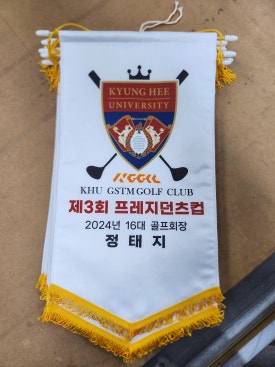 KYUNG HEE
UNIVERSITY
KHU GSTM GOLF CLUB
제3회 프레지던츠컵
2024년 16대 골프회장
정태지